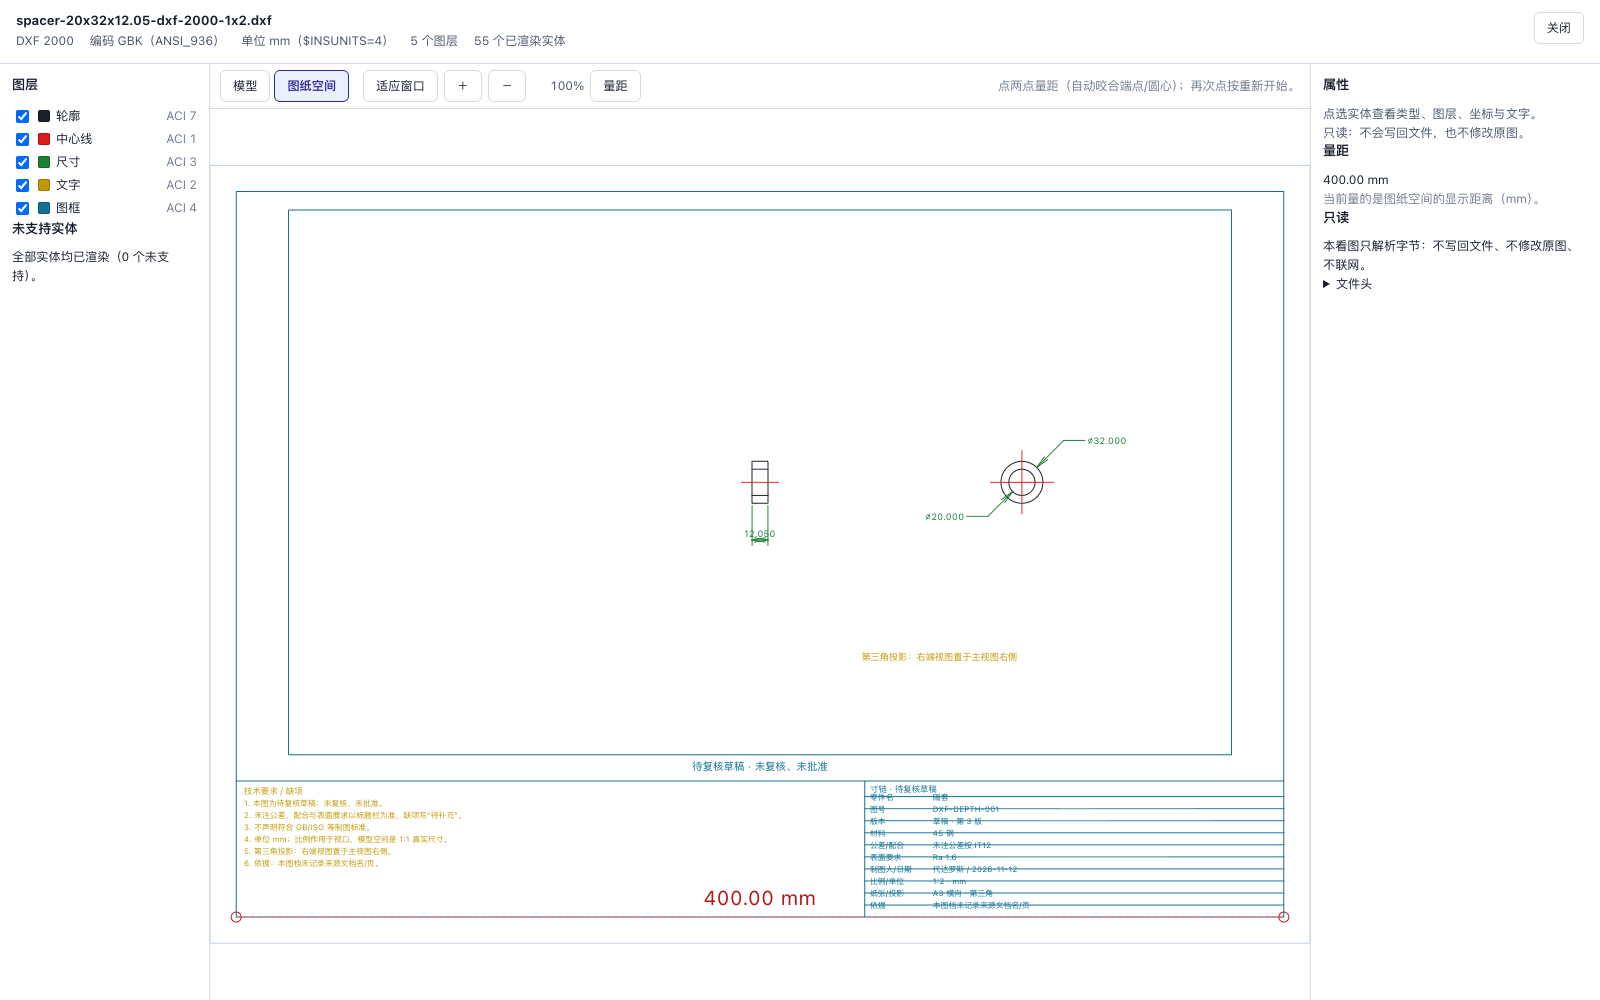 spacer-20x32x12.05-dxf-2000-1x2.dxf
DXF 2000 编码 GBK（ANSI_936） 单位 mm（$INSUNITS=4） 5 个图层 55 个已渲染实体
关闭
图层
轮廓 ACI 7
中心线 ACI 1
尺寸 ACI 3
文字 ACI 2
图框 ACI 4
未支持实体
全部实体均已渲染（0 个未支
持）。
模型 图纸空间 适应窗口 + − 100% 量距 点两点量距（自动咬合端点/圆心）；再次点按重新开始。
⌀32.000
⌀20.000
12.050
第三角投影：右端视图置于主视图右侧
待复核草稿 · 未复核、未批准
技术要求 / 缺项
1. 本图为待复核草稿：未复核、未批准。
2. 未注公差、配合与表面要求以标题栏为准，缺项写"待补充"。
3. 不声明符合 GB/ISO 等制图标准。
4. 单位 mm；比例作用于视口，模型空间是 1:1 真实尺寸。
5. 第三角投影：右端视图置于主视图右侧。
6. 依据：本图档未记录来源文档名/页。
400.00 mm
寸链 · 待复核草稿
零件名 隔套
图号 DXF-DEPTH-001
版本 草稿 · 第 3 版
材料 45 钢
公差/配合 未注公差按 IT12
表面要求 Ra 1.6
制图人/日期 代达罗斯 / 2026-11-12
比例/单位 1:2 · mm
纸张/投影 A3 横向 · 第三角
依据 本图档未记录来源文档名/页
属性
点选实体查看类型、图层、坐标与文字。
只读：不会写回文件，也不修改原图。
量距
400.00 mm
当前量的是图纸空间的显示距离（mm）。
只读
本看图只解析字节：不写回文件、不修改原图、
不联网。
▶ 文件头